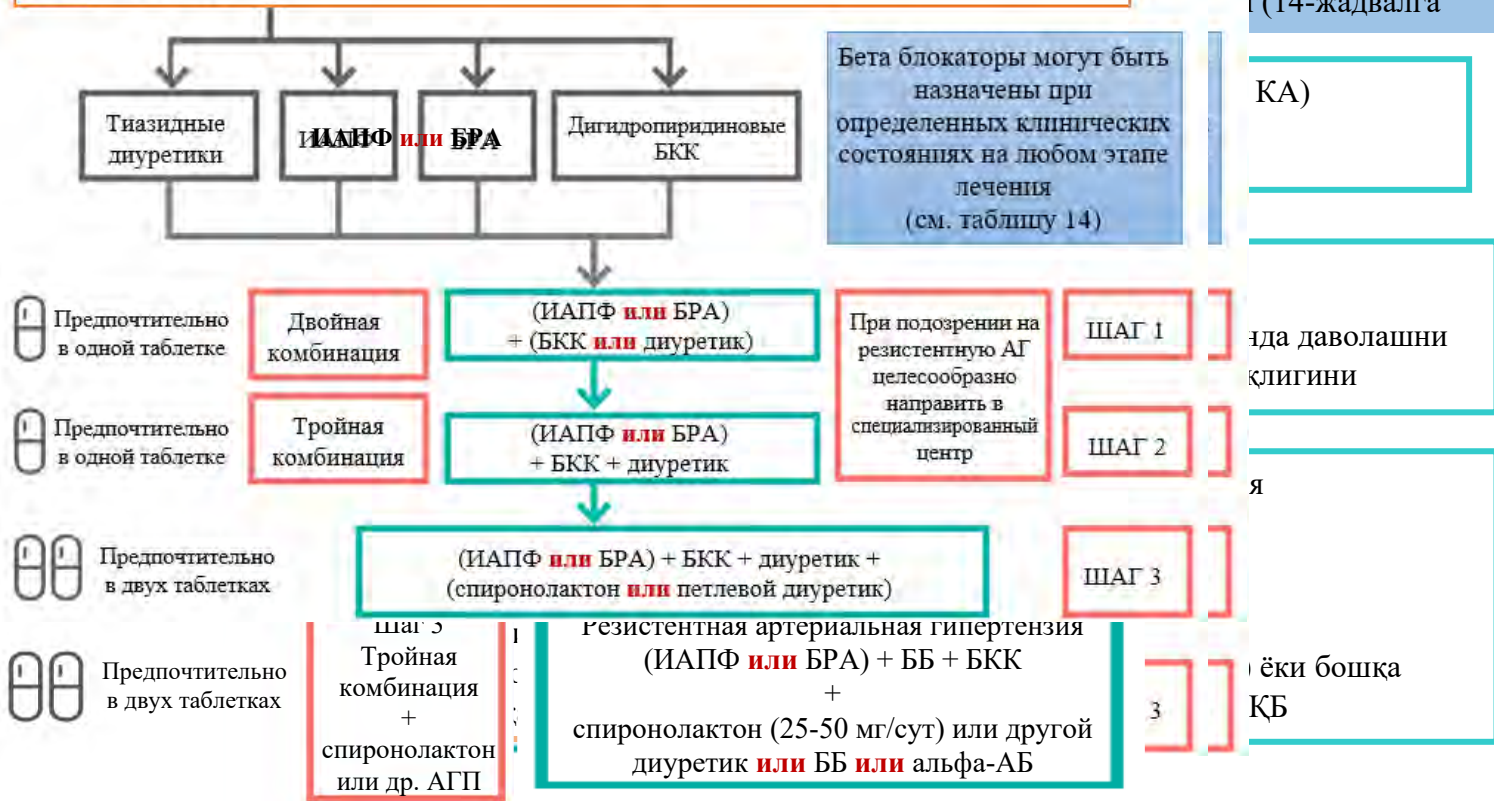 (14-жадвалга
Тиазидные
диуретики
ИАПФ или БРА
Дигидропиридиновые
БКК
Бета блокаторы могут быть
назначены при
определенных клинических
состояниях на любом этапе
лечения
(см. таблицу 14)
КА)
Предпочтительно
в одной таблетке
Двойная
комбинация
(ИАПФ или БРА)
+ (БКК или диуретик)
При подозрении на
резистентную АГ
целесообразно
направить в
специализированный
центр
ШАГ 1
нда даволашни
қлигини
Предпочтительно
в одной таблетке
Тройная
комбинация
(ИАПФ или БРА)
+ БКК + диуретик
ШАГ 2
я
Предпочтительно
в двух таблетках
(ИАПФ или БРА) + БКК + диуретик +
(спиронолактон или петлевой диуретик)
ШАГ 3
Предпочтительно
в двух таблетках
Шаг 3
Тройная
комбинация
+
спиронолактон
или др. АГП
Резистентная артериальная гипертензия
(ИАПФ или БРА) + ББ + БКК
+
спиронолактон (25-50 мг/сут) или другой
диуретик или ББ или альфа-АБ
3
) ёки бошқа
ҚБ